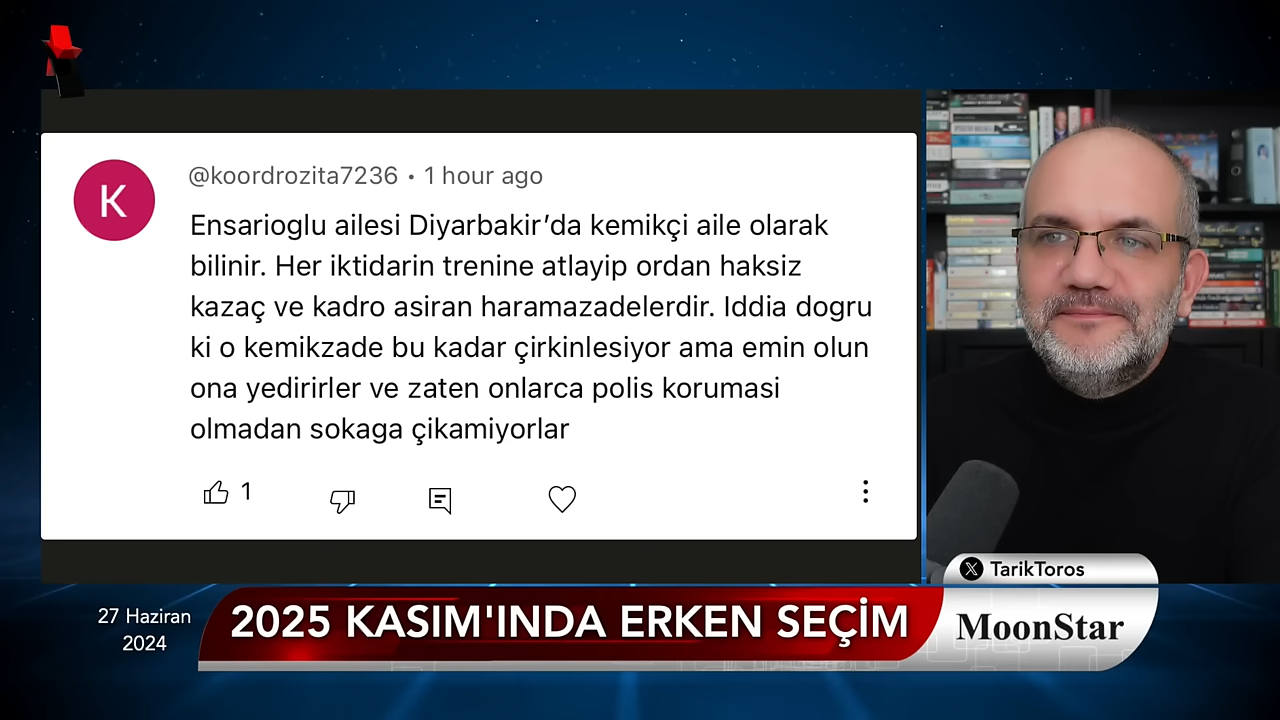 @koordrozita7236 • 1 hour ago
Ensarioglu ailesi Diyarbakir’da kemikçi aile olarak
bilinir. Her iktidarin trenine atlayip ordan haksiz
kazaç ve kadro asiran haramazadelerdir. Iddia dogru
ki o kemikzade bu kadar çirkinlesiyor ama emin olun
ona yedirirler ve zaten onlarca polis korumasi
olmadan sokaga çikamiyorlar
K
1
TarikToros
27 Haziran
2024
2025 KASIM'INDA ERKEN SEÇİM
MoonStar